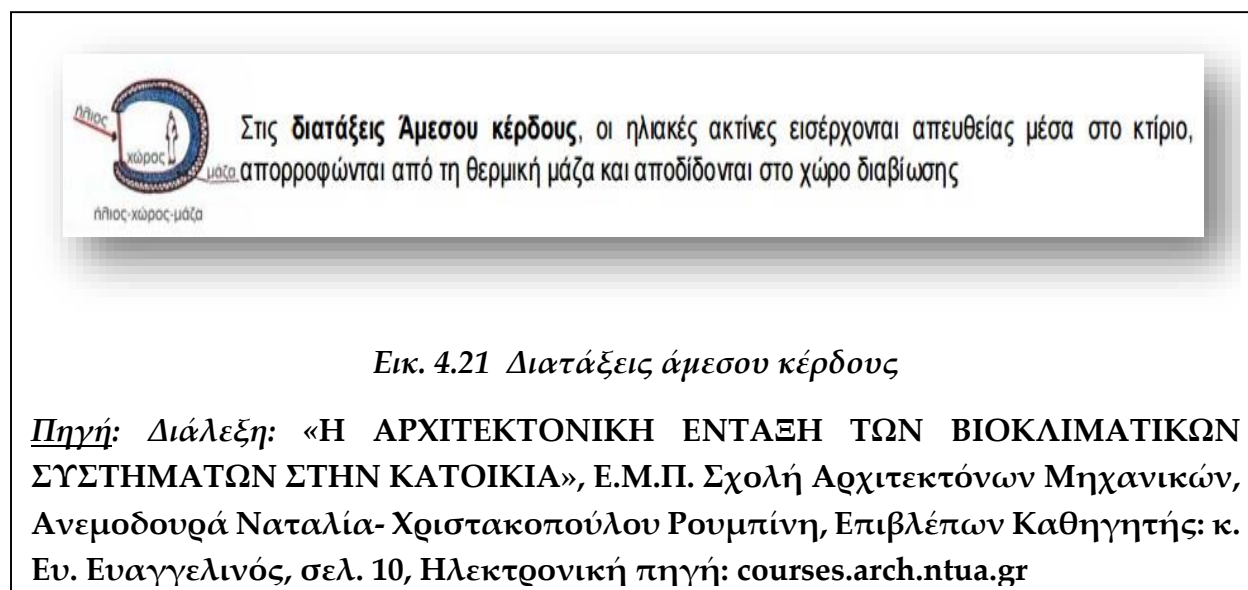 ήλιος
χώρος
μάζα
ήλιος-χώρος-μάζα
Στις διατάξεις Άμεσου κέρδους, οι ηλιακές ακτίνες εισέρχονται απευθείας μέσα στο κτίριο,
απορροφώνται από τη θερμική μάζα και αποδίδονται στο χώρο διαβίωσης
Εικ. 4.21 Διατάξεις άμεσου κέρδους
Πηγή: Διάλεξη: «Η ΑΡΧΙΤΕΚΤΟΝΙΚΗ ΕΝΤΑΞΗ ΤΩΝ ΒΙΟΚΛΙΜΑΤΙΚΩΝ
ΣΥΣΤΗΜΑΤΩΝ ΣΤΗΝ ΚΑΤΟΙΚΙΑ», Ε.Μ.Π. Σχολή Αρχιτεκτόνων Μηχανικών,
Ανεμοδουρά Ναταλία- Χριστακοπούλου Ρουμπίνη, Επιβλέπων Καθηγητής: κ.
Ευ. Ευαγγελινός, σελ. 10, Ηλεκτρονική πηγή: courses.arch.ntua.gr